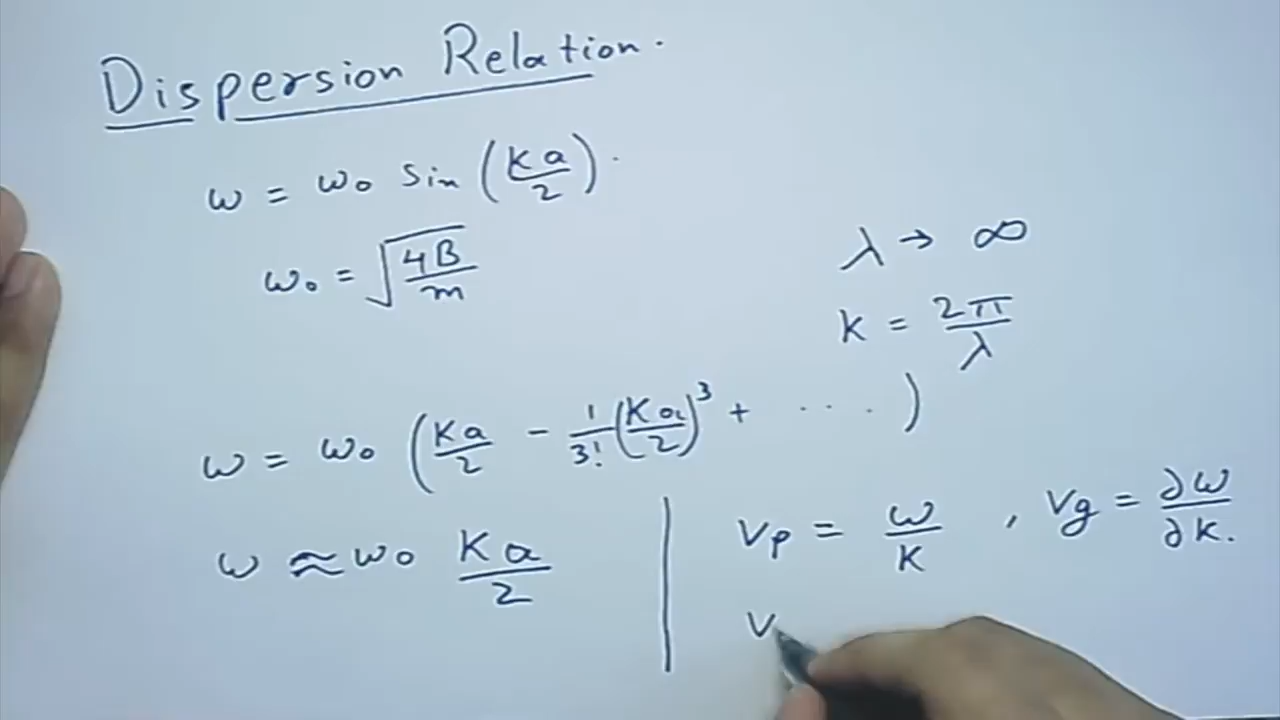 Dispersion Relation.
ω = ω₀ sin (Ka/2).
ω₀ = √(4B/m)
λ → ∞
k = 2π/λ
ω = ω₀ (Ka/2 - 1/3! (Ka/2)³ + ....)
ω ≈ ω₀ Ka/2
Vp = ω/K , Vg = ∂ω/∂k.
V